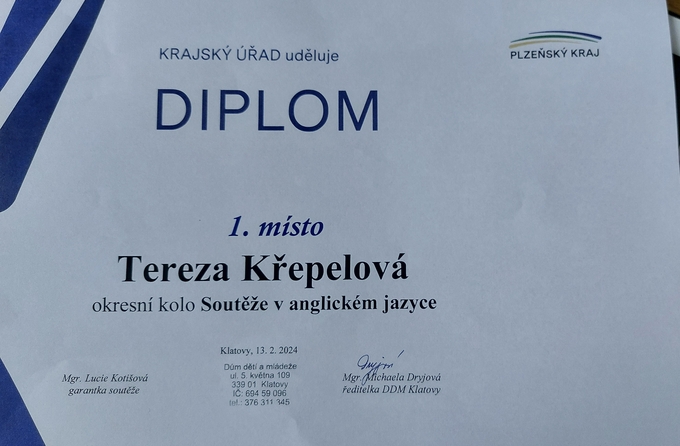 KRAJSKÝ ÚŘAD uděluje
PLZEŇSKÝ KRAJ
DIPLOM
1. místo
Tereza Křepelová
okresní kolo Soutěže v anglickém jazyce
Klatovy, 13. 2. 2024
Mgr. Lucie Kotišová
garantka soutěže
Dům dětí a mládeže
ul. 5. května 109
339 01 Klatovy
IČ: 694 59 096
Inf.: 376 311 345
Dryjová
Mgr. Michaela Dryjová
ředitelka DDM Klatovy